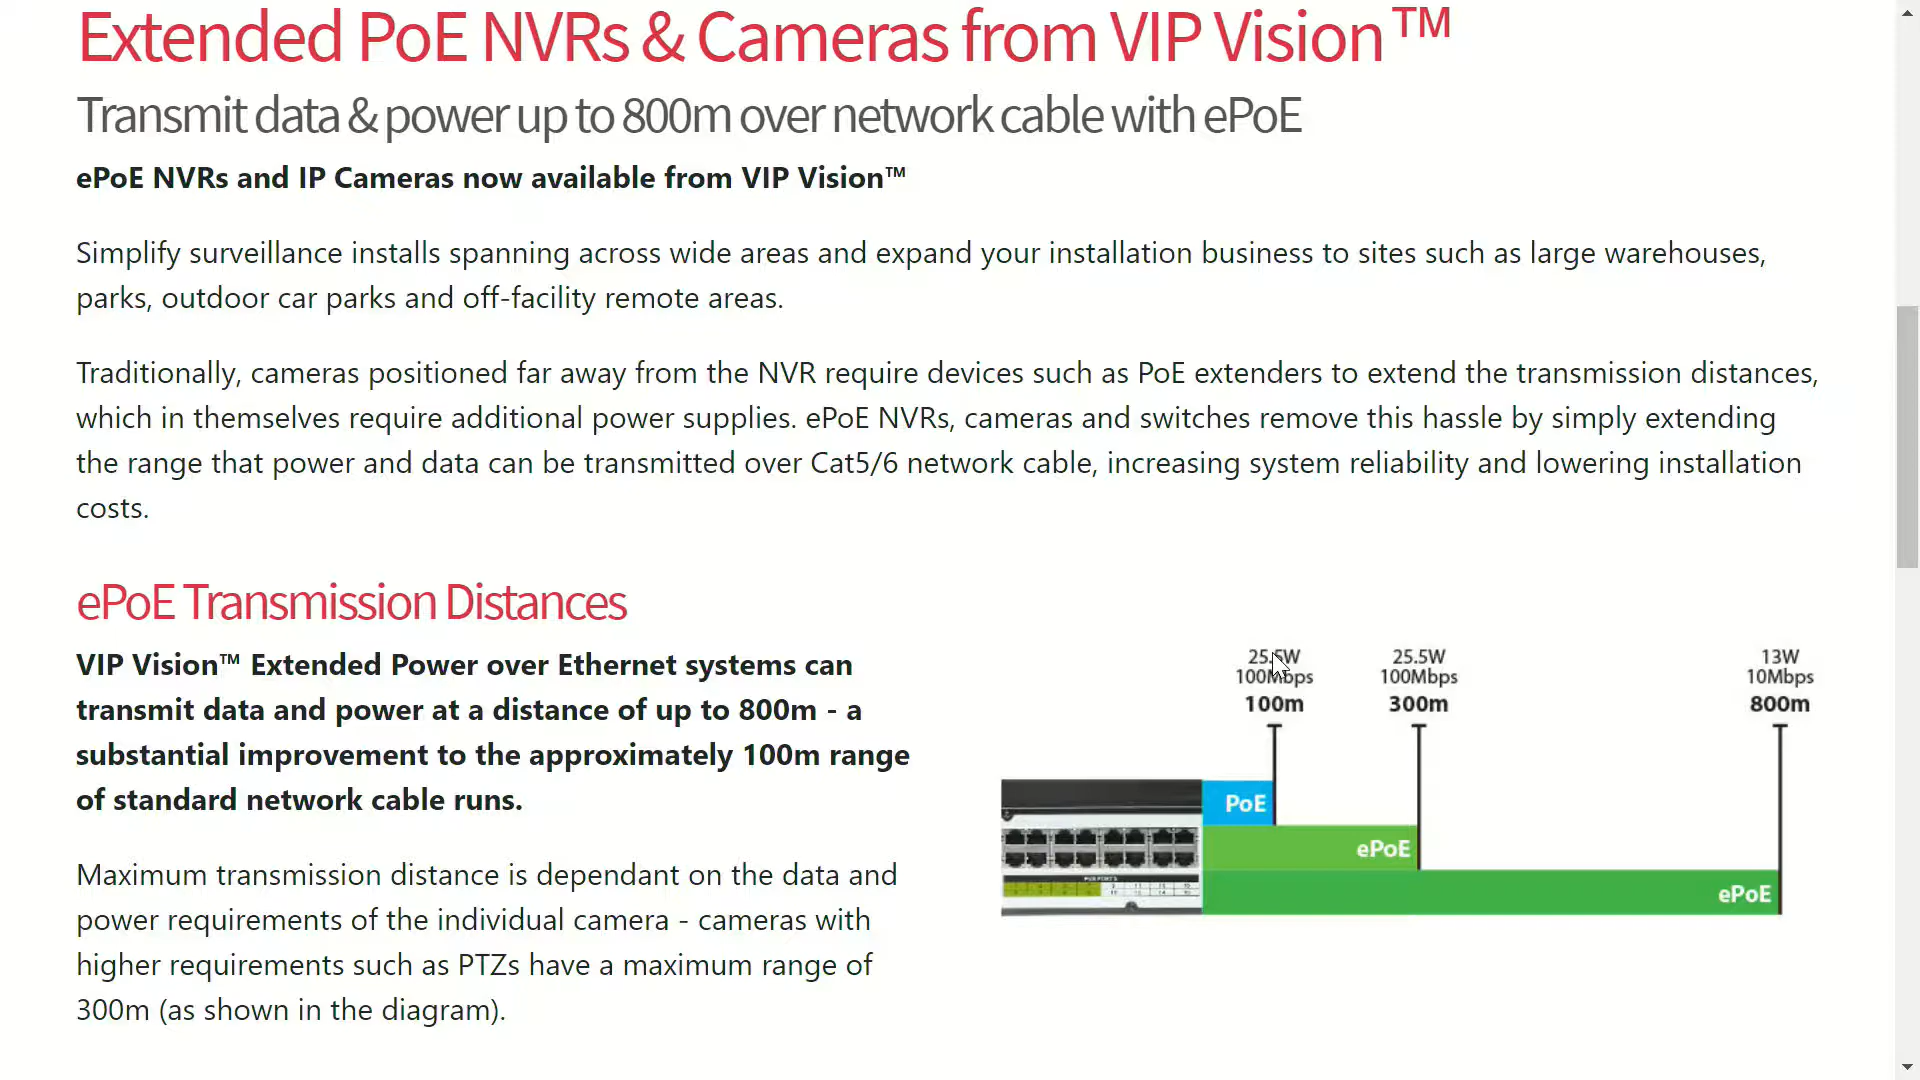 Extended PoE NVRs & Cameras from VIP Vision™
Transmit data & power up to 800m over network cable with ePoE
ePoE NVRs and IP Cameras now available from VIP Vision™
Simplify surveillance installs spanning across wide areas and expand your installation business to sites such as large warehouses,
parks, outdoor car parks and off-facility remote areas.
Traditionally, cameras positioned far away from the NVR require devices such as PoE extenders to extend the transmission distances,
which in themselves require additional power supplies. ePoE NVRs, cameras and switches remove this hassle by simply extending
the range that power and data can be transmitted over Cat5/6 network cable, increasing system reliability and lowering installation
costs.
ePoE Transmission Distances
VIP Vision™ Extended Power over Ethernet systems can
transmit data and power at a distance of up to 800m - a
substantial improvement to the approximately 100m range
of standard network cable runs.
Maximum transmission distance is dependant on the data and
power requirements of the individual camera - cameras with
higher requirements such as PTZs have a maximum range of
300m (as shown in the diagram).
25.5W
100Mbps
100m
25.5W
100Mbps
300m
13W
10Mbps
800m
PoE
ePoE
ePoE